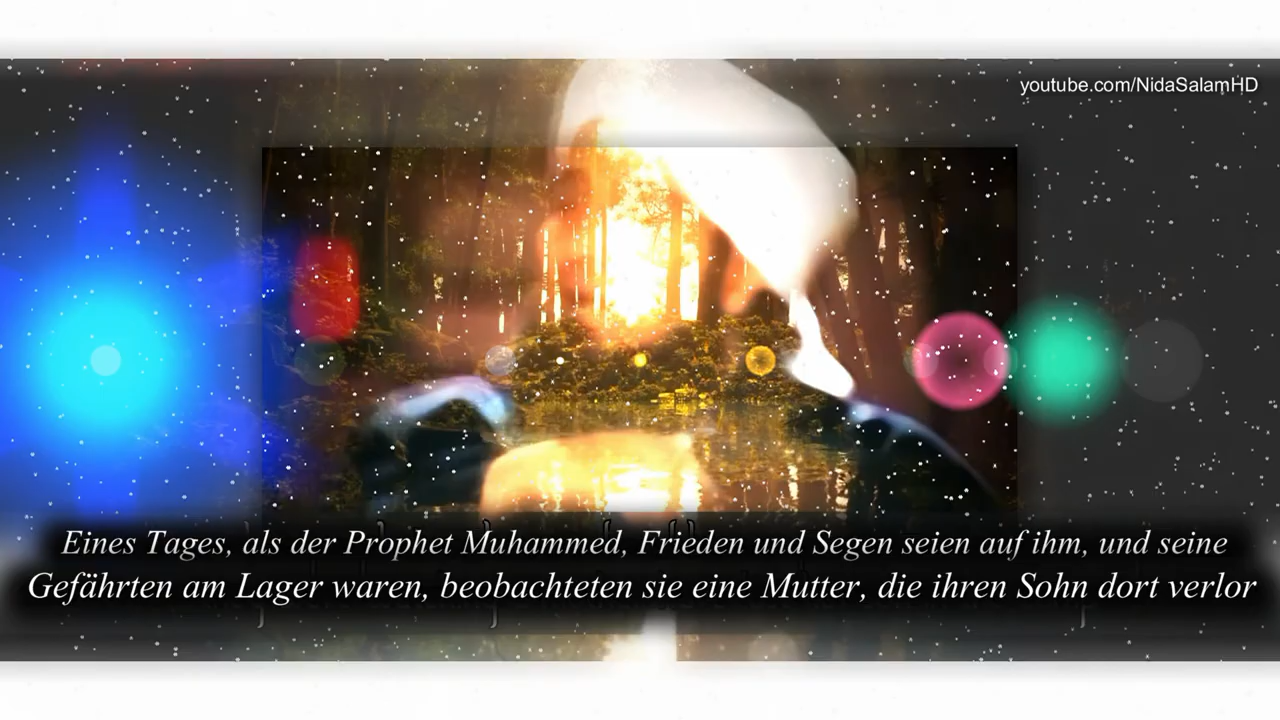 youtube.com/NidaSalamHD
Eines Tages, als der Prophet Muhammed, Frieden und Segen seien auf ihm, und seine
Gefährten am Lager waren, beobachteten sie eine Mutter, die ihren Sohn dort verlor